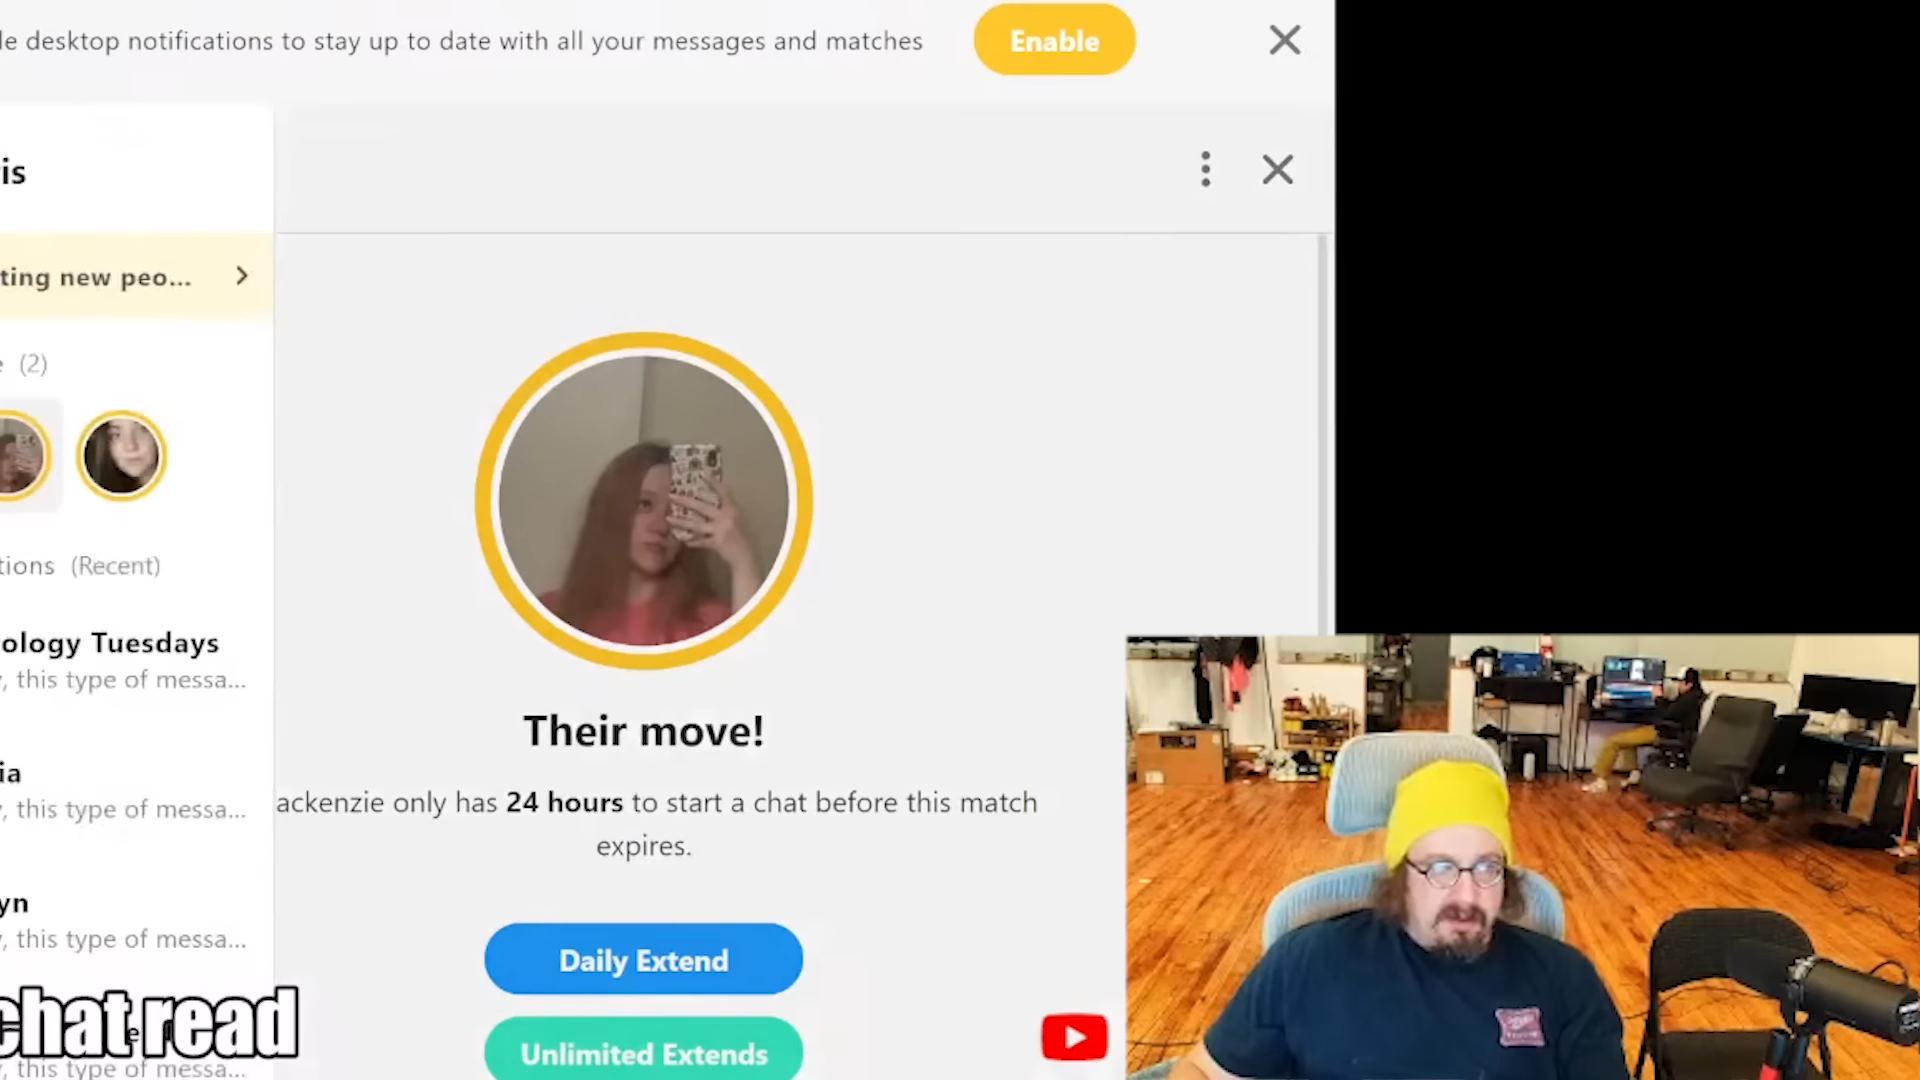 le desktop notifications to stay up to date with all your messages and matches
Enable
is
ting new peo...
(2)
tions (Recent)
ology Tuesdays
, this type of messa...
ia
, this type of messa...
yn
, this type of messa...
chat read
, this type of messa...
Their move!
ackenzie only has 24 hours to start a chat before this match
expires.
Daily Extend
Unlimited Extends